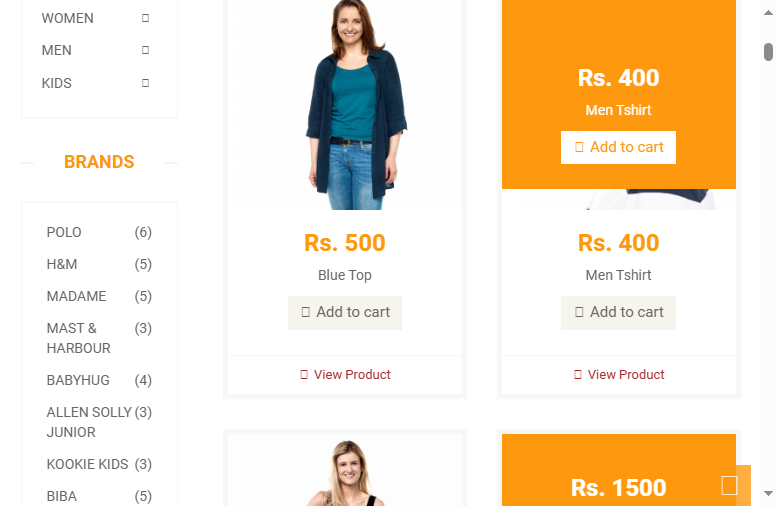 WOMEN
MEN
KIDS
BRANDS
POLO (6)
H&M (5)
MADAME (5)
MAST & (3)
HARBOUR
BABYHUG (4)
ALLEN SOLLY (3)
JUNIOR
KOOKIE KIDS (3)
BIBA (5)
Rs. 500
Blue Top
Add to cart
View Product
Rs. 400
Men Tshirt
Add to cart
Rs. 400
Men Tshirt
Add to cart
View Product
Rs. 1500